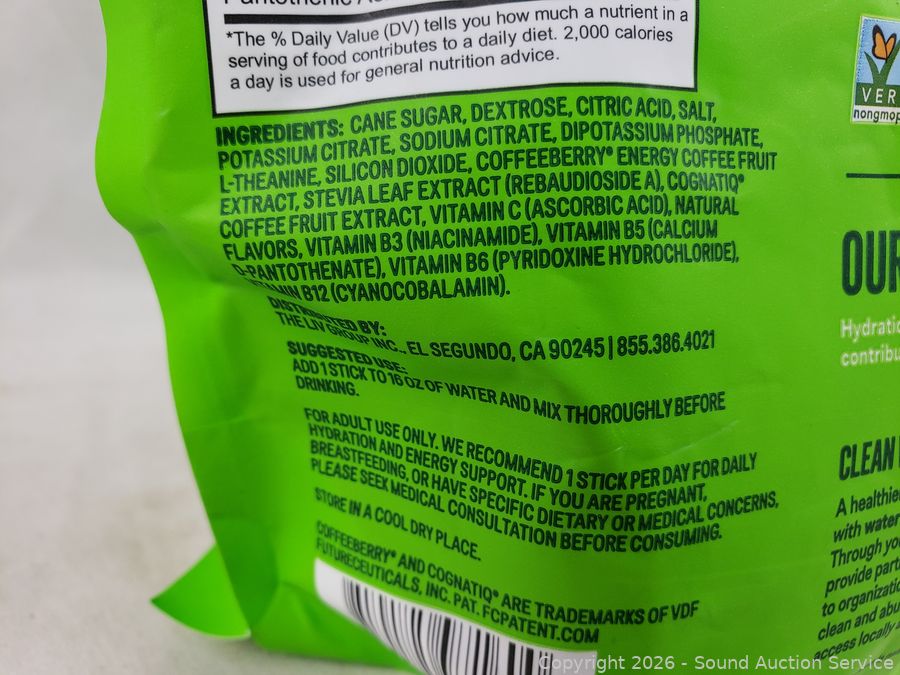 Pantothenic
*The % Daily Value (DV) tells you how much a nutrient in a
serving of food contributes to a daily diet. 2,000 calories
a day is used for general nutrition advice.
INGREDIENTS: CANE SUGAR, DEXTROSE, CITRIC ACID, SALT,
POTASSIUM CITRATE, SODIUM CITRATE, DIPOTASSIUM PHOSPHATE,
L-THEANINE, SILICON DIOXIDE, COFFEEBERRY® ENERGY COFFEE FRUIT
EXTRACT, STEVIA LEAF EXTRACT (REBAUDIOSIDE A), COGNATIQ®
COFFEE FRUIT EXTRACT, VITAMIN C (ASCORBIC ACID), NATURAL
FLAVORS, VITAMIN B3 (NIACINAMIDE), VITAMIN B5 (CALCIUM
D-PANTOTHENATE), VITAMIN B6 (PYRIDOXINE HYDROCHLORIDE),
VITAMIN B12 (CYANOCOBALAMIN).
DISTRIBUTED BY:
THE LIV GROUP INC., EL SEGUNDO, CA 90245 | 855.386.4021
SUGGESTED USE:
ADD 1 STICK TO 16 OZ OF WATER AND MIX THOROUGHLY BEFORE
DRINKING.
FOR ADULT USE ONLY. WE RECOMMEND 1 STICK PER DAY FOR DAILY
HYDRATION AND ENERGY SUPPORT. IF YOU ARE PREGNANT,
BREASTFEEDING, OR HAVE SPECIFIC DIETARY OR MEDICAL CONCERNS,
PLEASE SEEK MEDICAL CONSULTATION BEFORE CONSUMING.
STORE IN A COOL DRY PLACE.
COFFEEBERRY® AND COGNATIQ® ARE TRADEMARKS OF VDF
FUTURECEUTICALS, INC. PAT. FCPATENT.COM
VER
nongmop
OUR
Hydratio
contribu
CLEAN
A healthie
with water
Through yo
provide part
to organizatio
clean and abu
access locally a
Copyright 2026 - Sound Auction Service